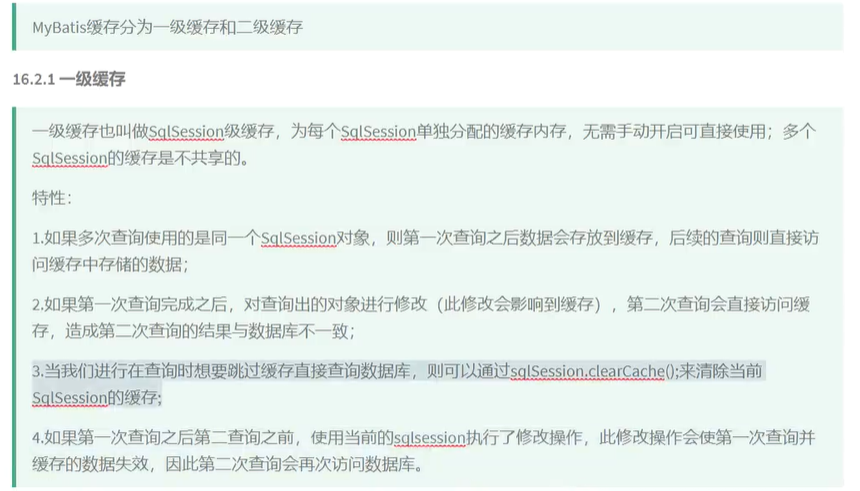 MyBatis缓存分为一级缓存和二级缓存
16.2.1 一级缓存
一级缓存也叫做SqlSession级缓存，为每个SqlSession单独分配的缓存内存，无需手动开启可直接使用；多个
SqlSession的缓存是不共享的。
特性：
1.如果多次查询使用的是同一个SqlSession对象，则第一次查询之后数据会存放到缓存，后续的查询则直接访
问缓存中存储的数据；
2.如果第一次查询完成之后，对查询出的对象进行修改（此修改会影响到缓存），第二次查询会直接访问缓
存，造成第二次查询的结果与数据库不一致；
3.当我们进行在查询时想要跳过缓存直接查询数据库，则可以通过sqlSession.clearCache();来清除当前
SqlSession的缓存;
4.如果第一次查询之后第二查询之前，使用当前的sqlsession执行了修改操作，此修改操作会使第一次查询并
缓存的数据失效，因此第二次查询会再次访问数据库。